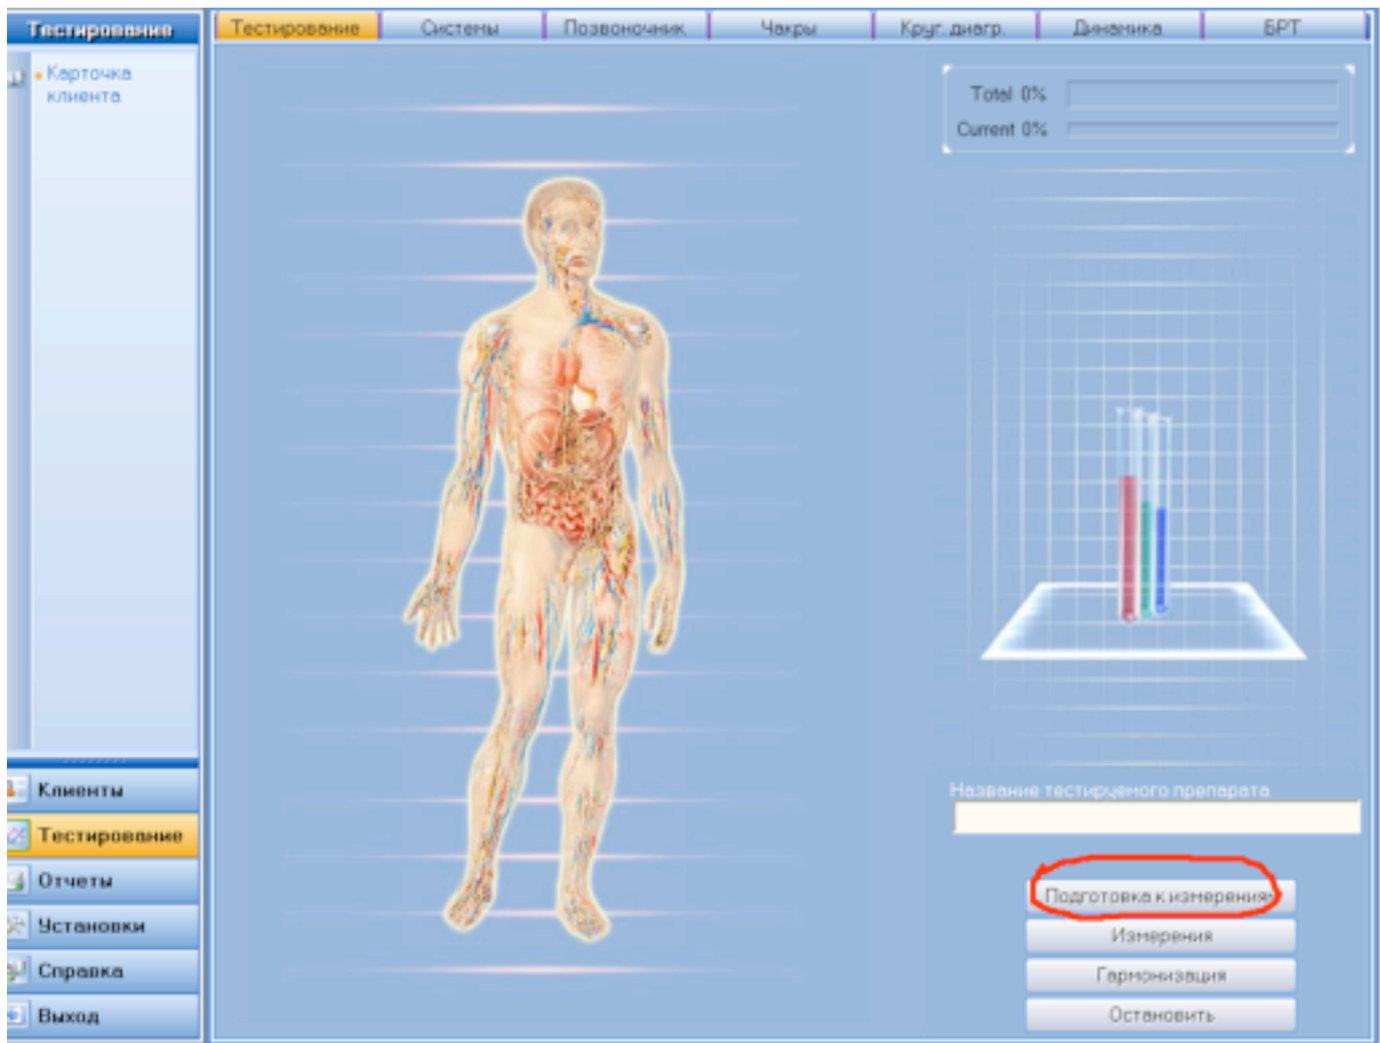 Тестирование
Тестирование
Системы
Позвоночник
Чакры
Круг. диагр.
Динамика
БРТ
Карточка
клиента
Total 0%
Current 0%
Название тестируемого препарата
Клиенты
Тестирование
Отчеты
Установки
Справка
Выход
Подготовка к измерениям
Измерения
Гармонизация
Остановить